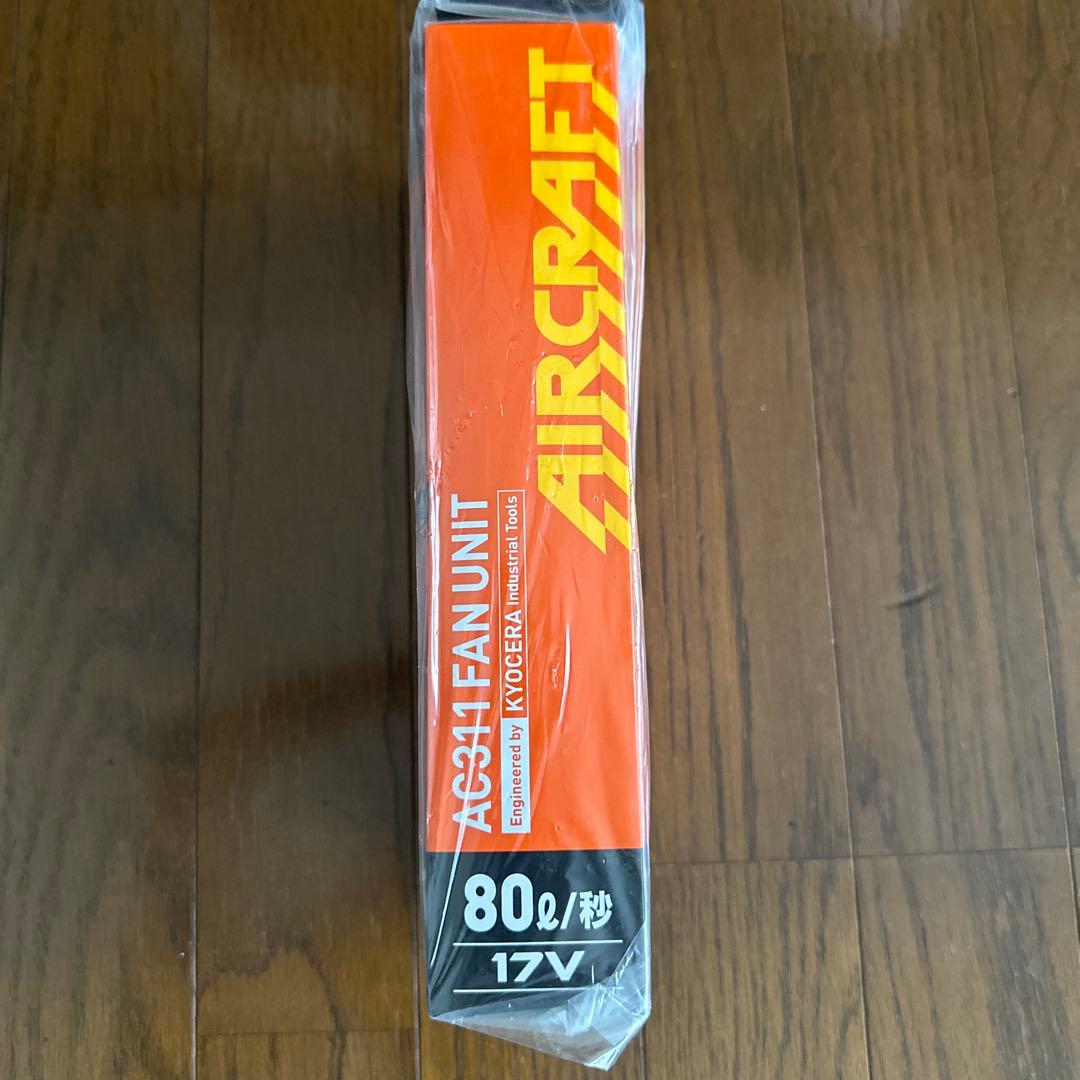 AIRCRAFT
AC311 FAN UNIT
Engineered by KYOCERA Industrial Tools
80ℓ/秒
17V